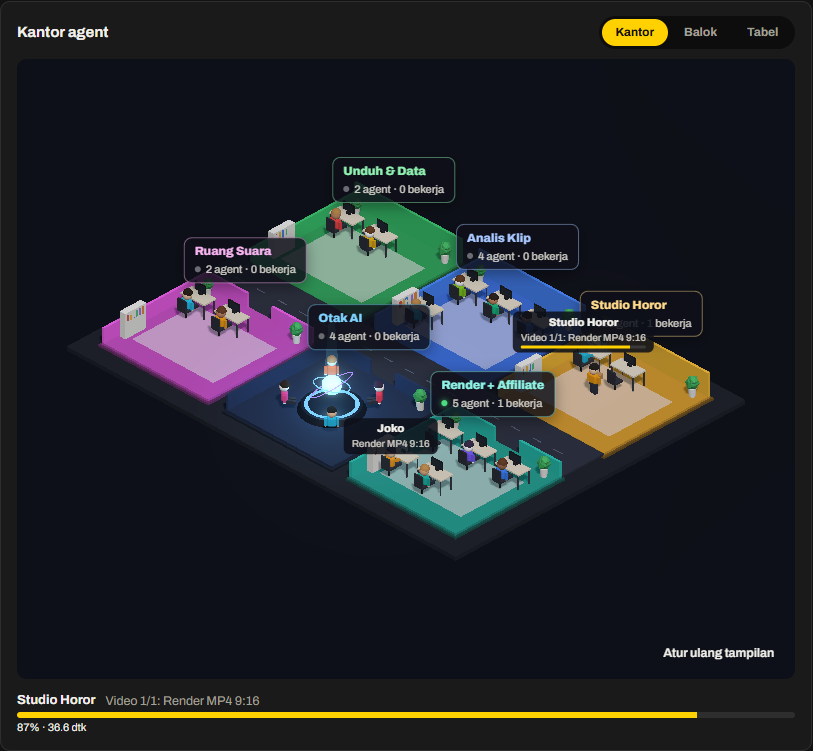 Kantor agent
Kantor
Balok
Tabel
Unduh & Data
2 agent · 0 bekerja
Analis Klip
4 agent · 0 bekerja
Ruang Suara
2 agent · 0 bekerja
Studio Horor
bekerja
Otak AI
4 agent · 0 bekerja
Studio Horor
Video 1/1: Render MP4 9:16
Render + Affiliate
5 agent · 1 bekerja
Joko
Render MP4 9:16
Atur ulang tampilan
Studio Horor Video 1/1: Render MP4 9:16
87% · 36.6 dtk